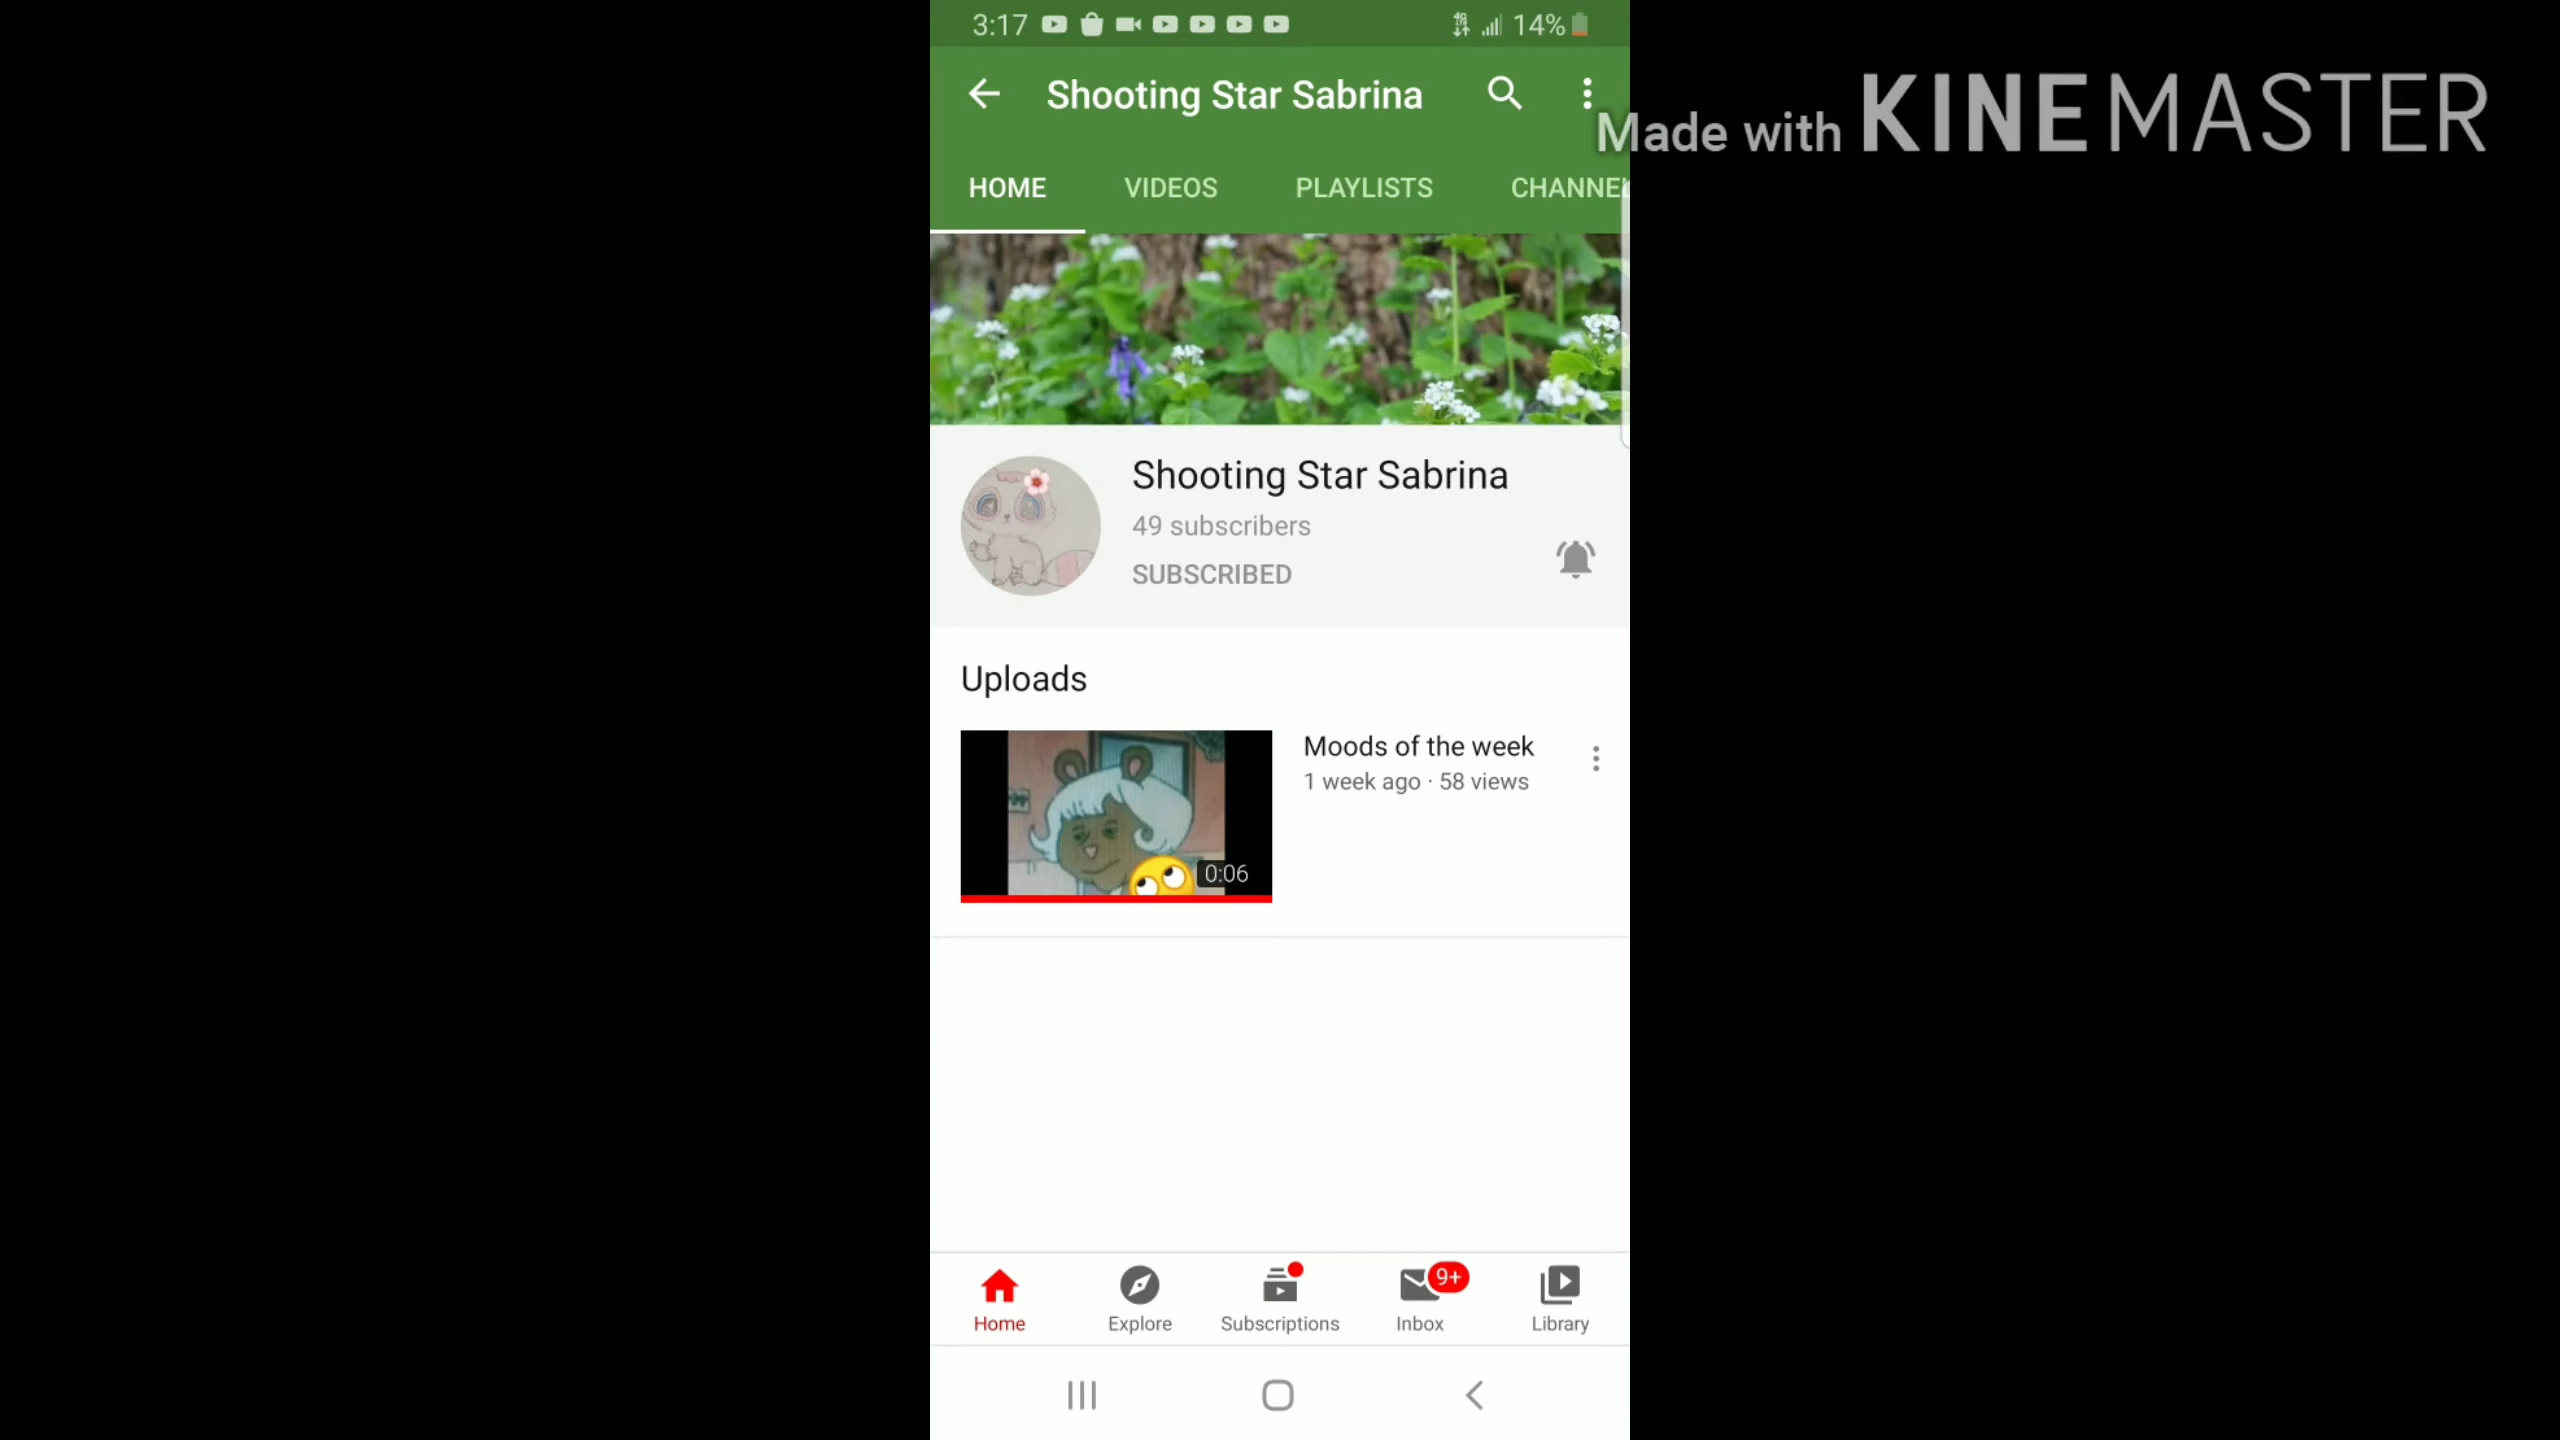 3:17 14%
Shooting Star Sabrina
Made with KINEMASTER
HOME VIDEOS PLAYLISTS CHANNEL
Shooting Star Sabrina
49 subscribers
SUBSCRIBED
Uploads
Moods of the week
1 week ago · 58 views
0:06
9+
Home Explore Subscriptions Inbox Library